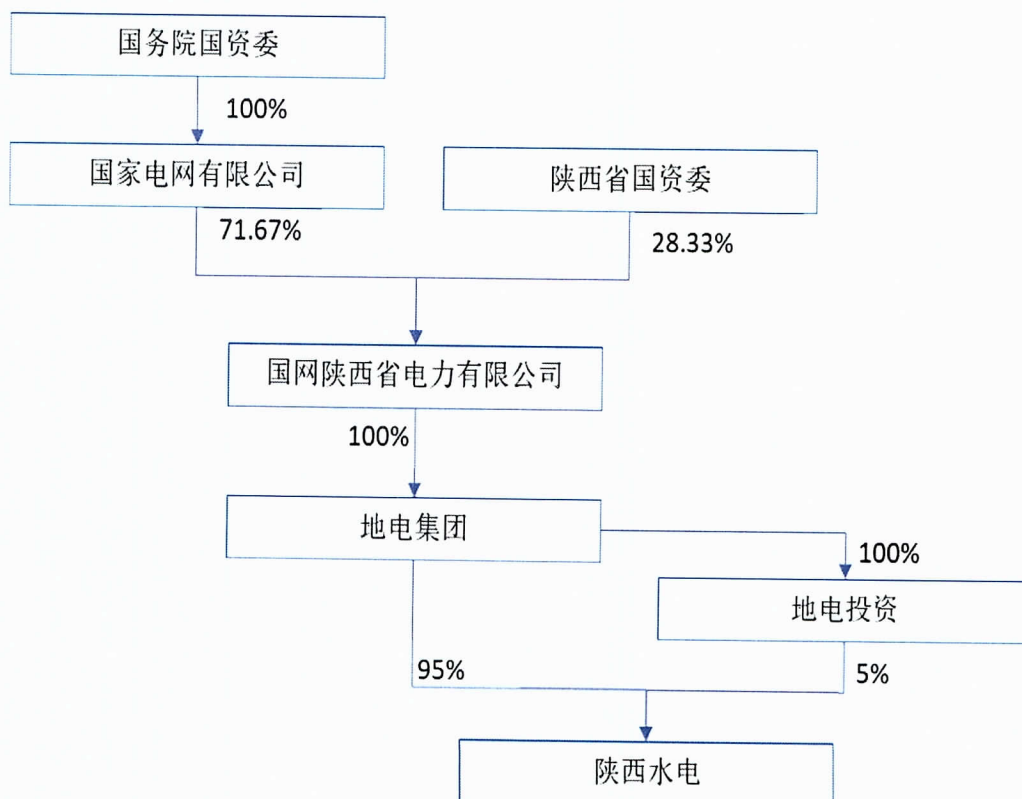 国务院国资委
100%
国家电网有限公司
陕西省国资委
71.67%
28.33%
国网陕西省电力有限公司
100%
地电集团
100%
地电投资
95%
5%
陕西水电